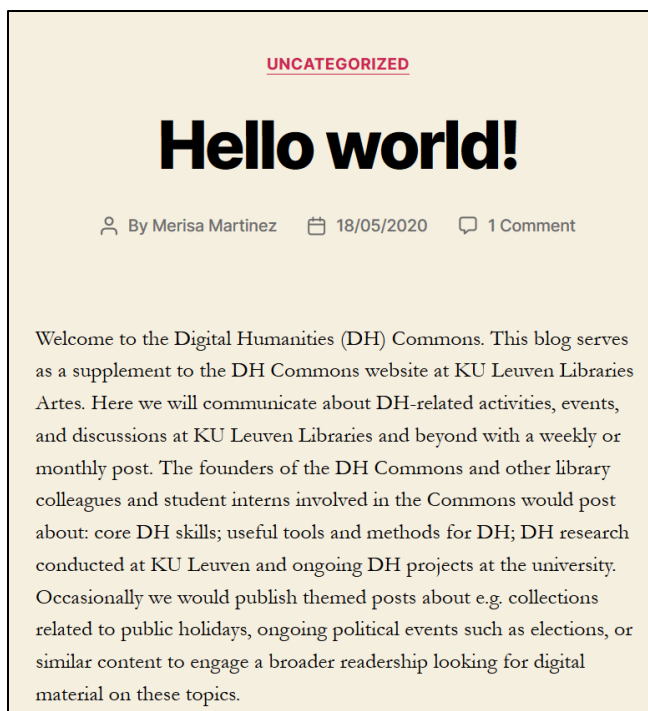 UNCATEGORIZED
Hello world!
By Merisa Martinez 18/05/2020 1 Comment
Welcome to the Digital Humanities (DH) Commons. This blog serves
as a supplement to the DH Commons website at KU Leuven Libraries
Artes. Here we will communicate about DH-related activities, events,
and discussions at KU Leuven Libraries and beyond with a weekly or
monthly post. The founders of the DH Commons and other library
colleagues and student interns involved in the Commons would post
about: core DH skills; useful tools and methods for DH; DH research
conducted at KU Leuven and ongoing DH projects at the university.
Occasionally we would publish themed posts about e.g. collections
related to public holidays, ongoing political events such as elections, or
similar content to engage a broader readership looking for digital
material on these topics.